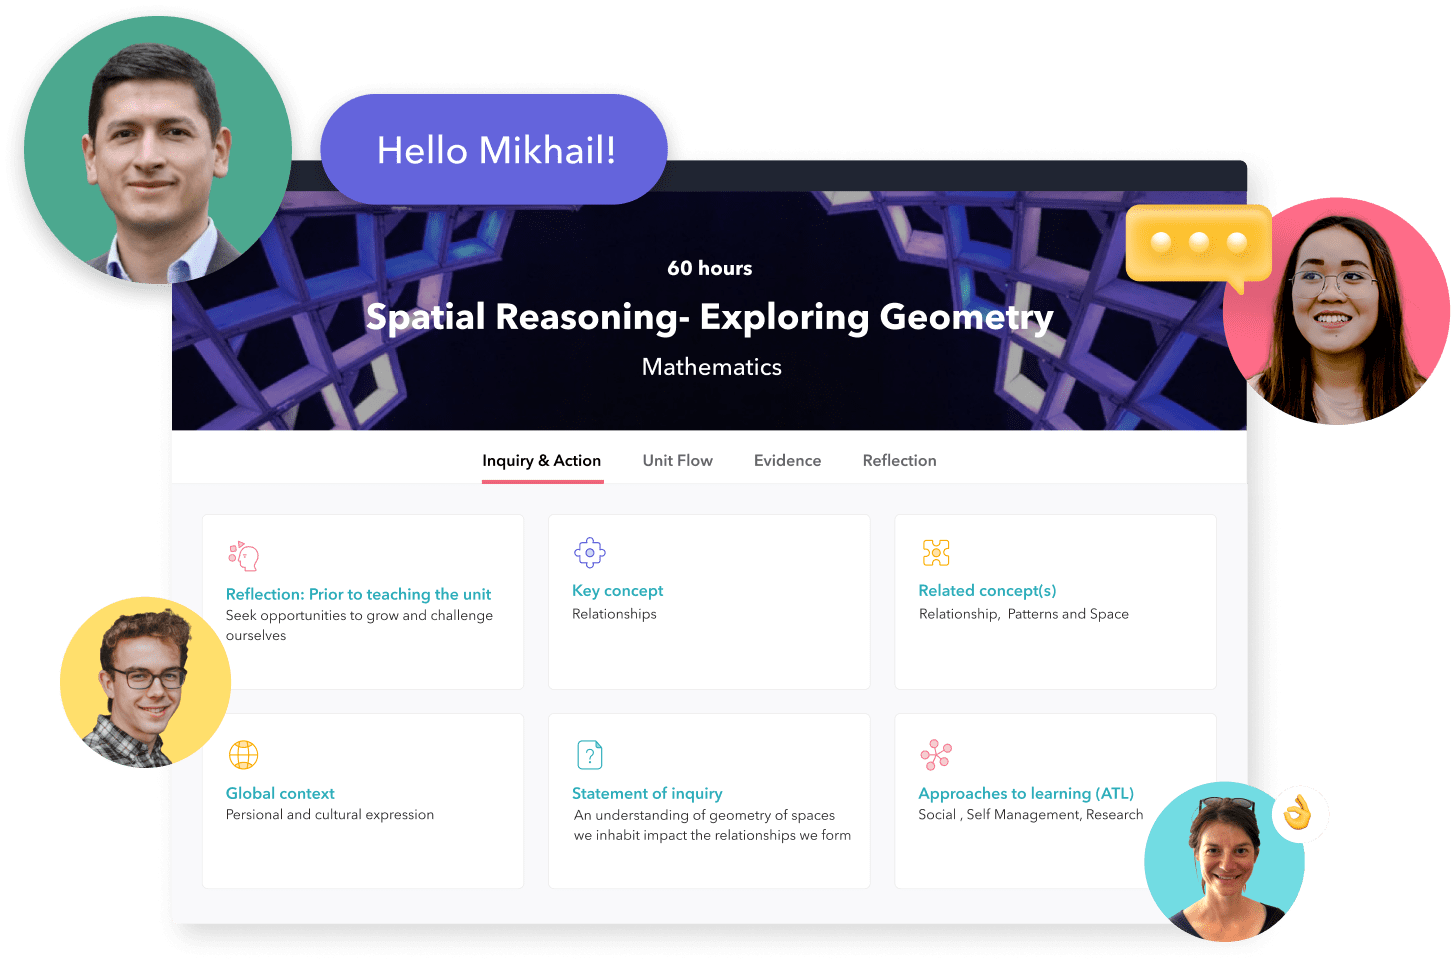 Hello Mikhail!
60 hours
Spatial Reasoning- Exploring Geometry
Mathematics
Inquiry & Action
Unit Flow
Evidence
Reflection
Reflection: Prior to teaching the unit
Seek opportunities to grow and challenge
ourselves
Key concept
Relationships
Related concept(s)
Relationship, Patterns and Space
Global context
Persional and cultural expression
Statement of inquiry
?
An understanding of geometry of spaces
we inhabit impact the relationships we form
Approaches to learning (ATL)
Social , Self Management, Research